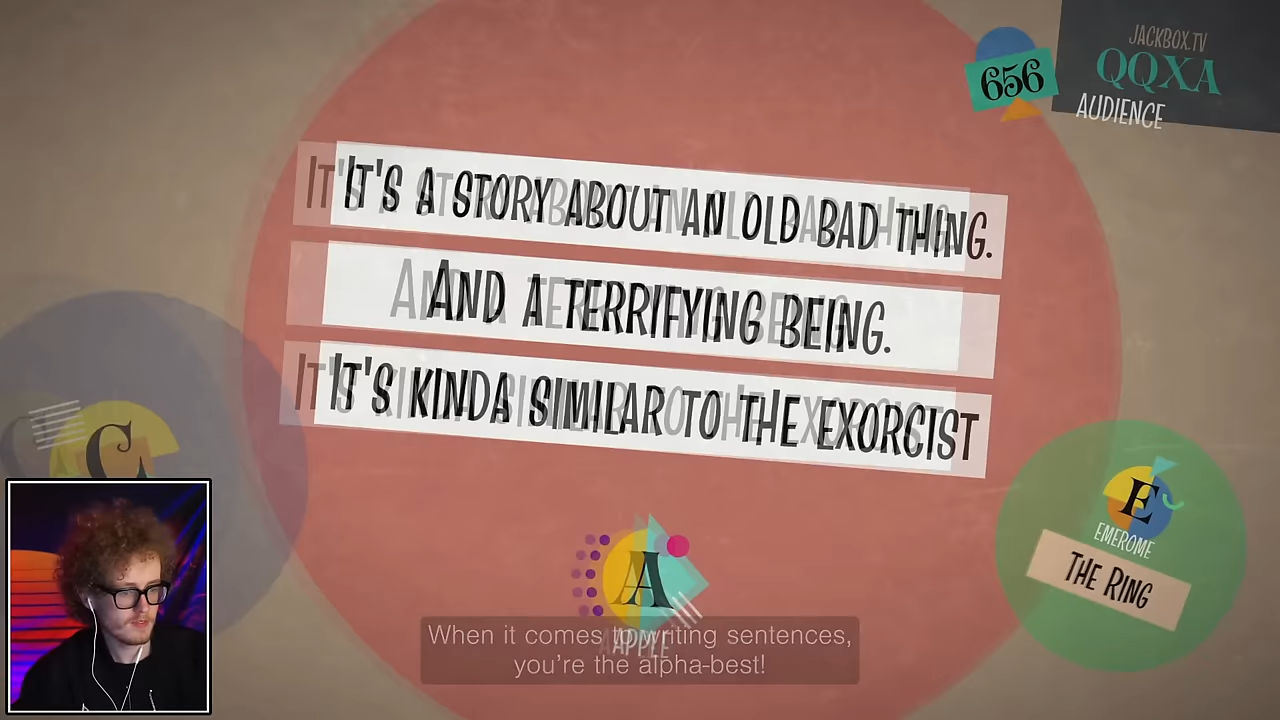 JACKBOX.TV
QQXA
656
AUDIENCE
IT'S A STORY ABOUT AN OLD BAD THING.
AND A TERRIFYING BEING.
IT'S KINDA SIMILAR TO THE EXORCIST
C
E
EMEROME
THE RING
A
APPLE
When it comes to writing sentences,
you're the alpha-best!